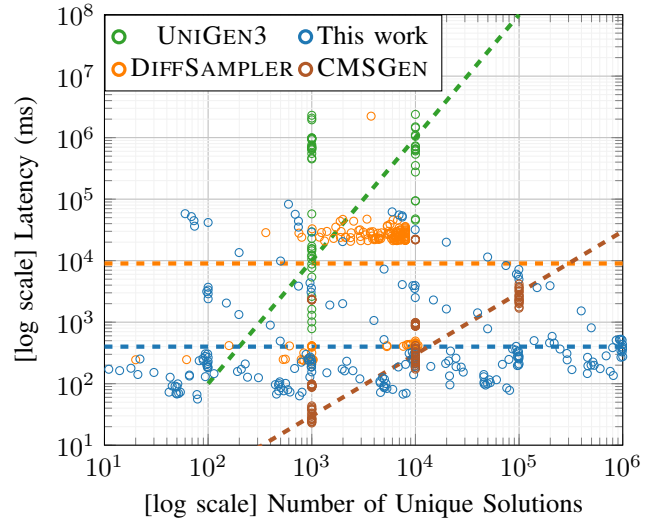 UNIGEN3 This work
DIFFSAMPLER CMSGEN
10^8
10^7
10^6
10^5
10^4
10^3
10^2
10^1
[log scale] Latency (ms)
10^1 10^2 10^3 10^4 10^5 10^6
[log scale] Number of Unique Solutions